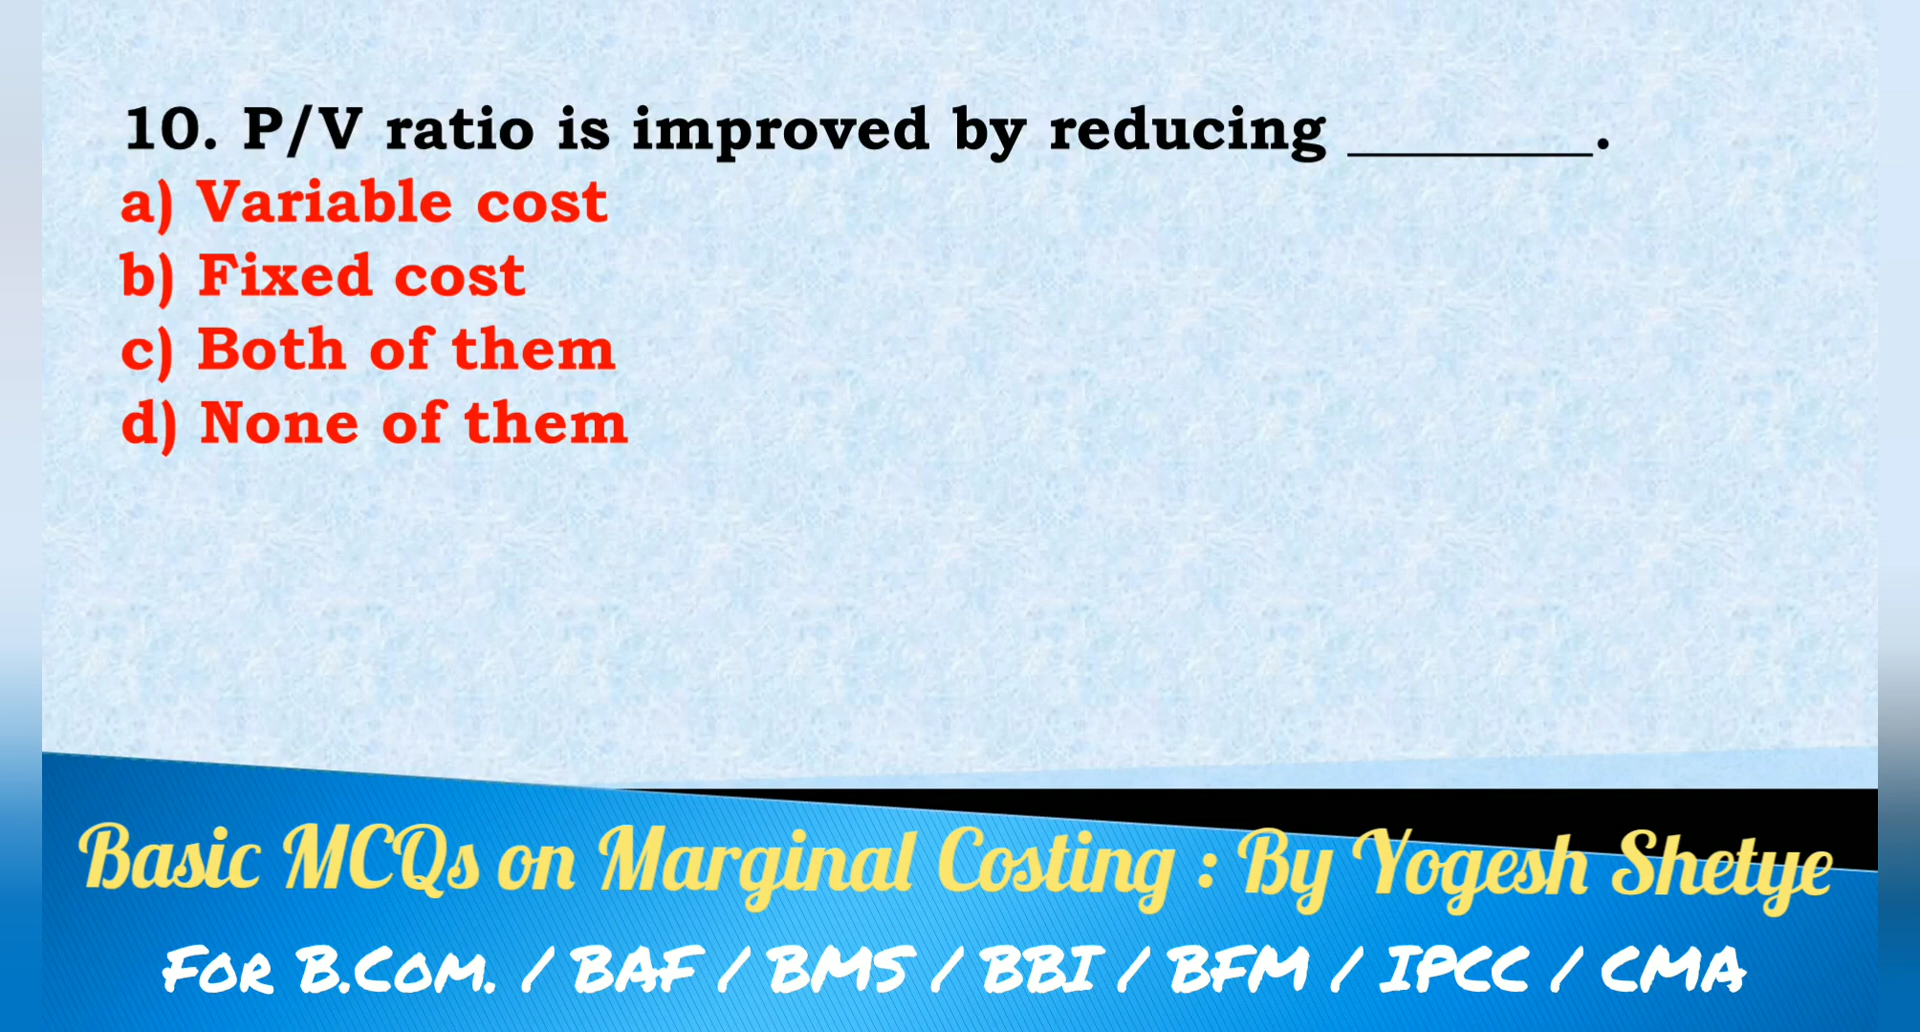 10. P/V ratio is improved by reducing ________.
a) Variable cost
b) Fixed cost
c) Both of them
d) None of them
Basic MCQs on Marginal Costing : By Yogesh Shetye
For B.Com. / BAF / BMS / BBI / BFM / IPCC / CMA